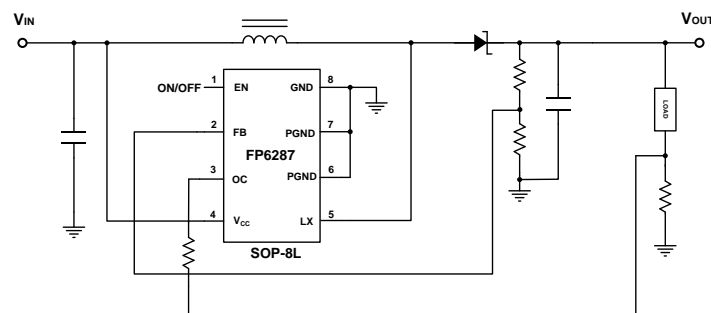 VIN
VOUT
ON/OFF
1
EN
GND
8
2
FB
PGND
7
FP6287
3
OC
PGND
6
4
VCC
LX
5
SOP-8L
LOAD